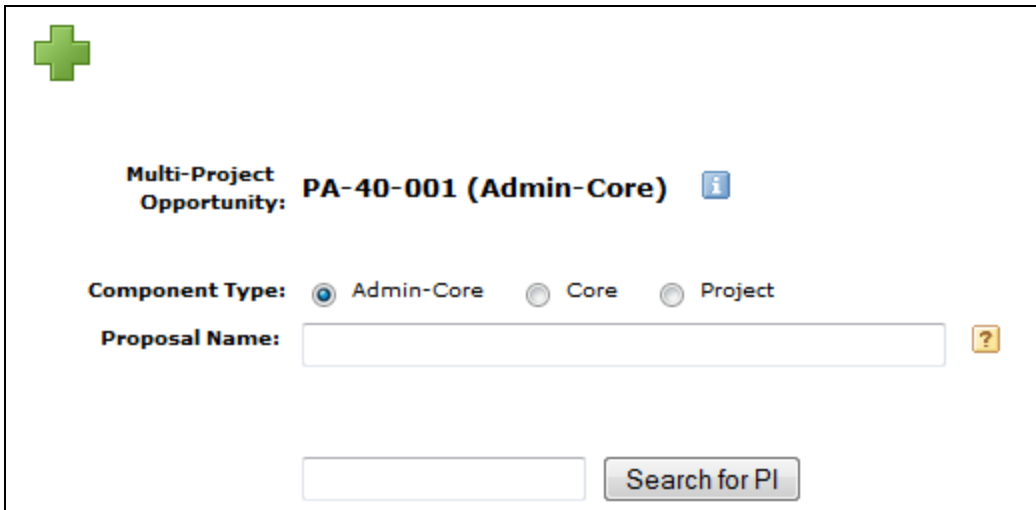 Multi-Project
Opportunity: PA-40-001 (Admin-Core)
Component Type: Admin-Core Core Project
Proposal Name:
Search for PI